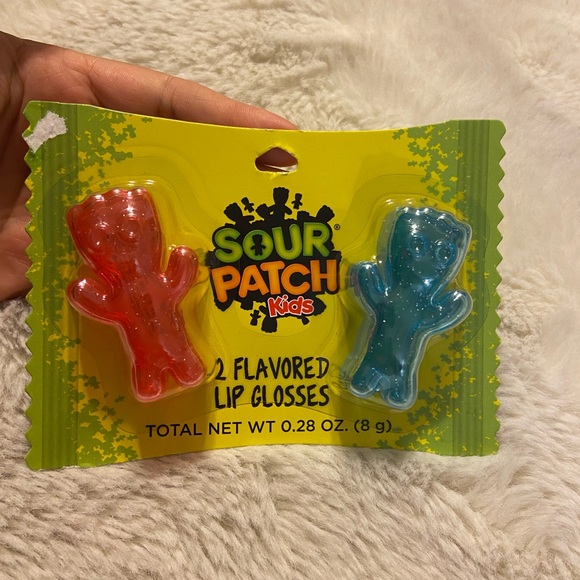 SOUR
PATCH
Kids
2 FLAVORED
LIP GLOSSES
TOTAL NET WT 0.28 OZ. (8 g)